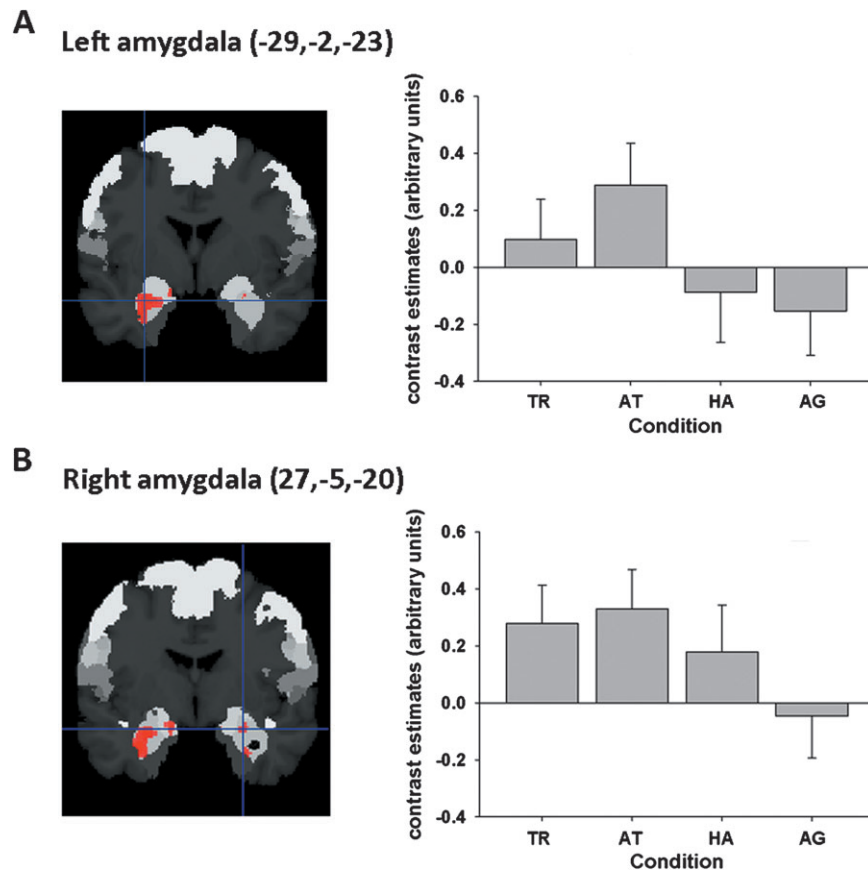 A
Left amygdala (-29,-2,-23)
contrast estimates (arbitrary units)
0.6
0.4
0.2
0.0
-0.2
-0.4
TR AT HA AG
Condition
B
Right amygdala (27,-5,-20)
contrast estimates (arbitrary units)
0.6
0.4
0.2
0.0
-0.2
-0.4
TR AT HA AG
Condition